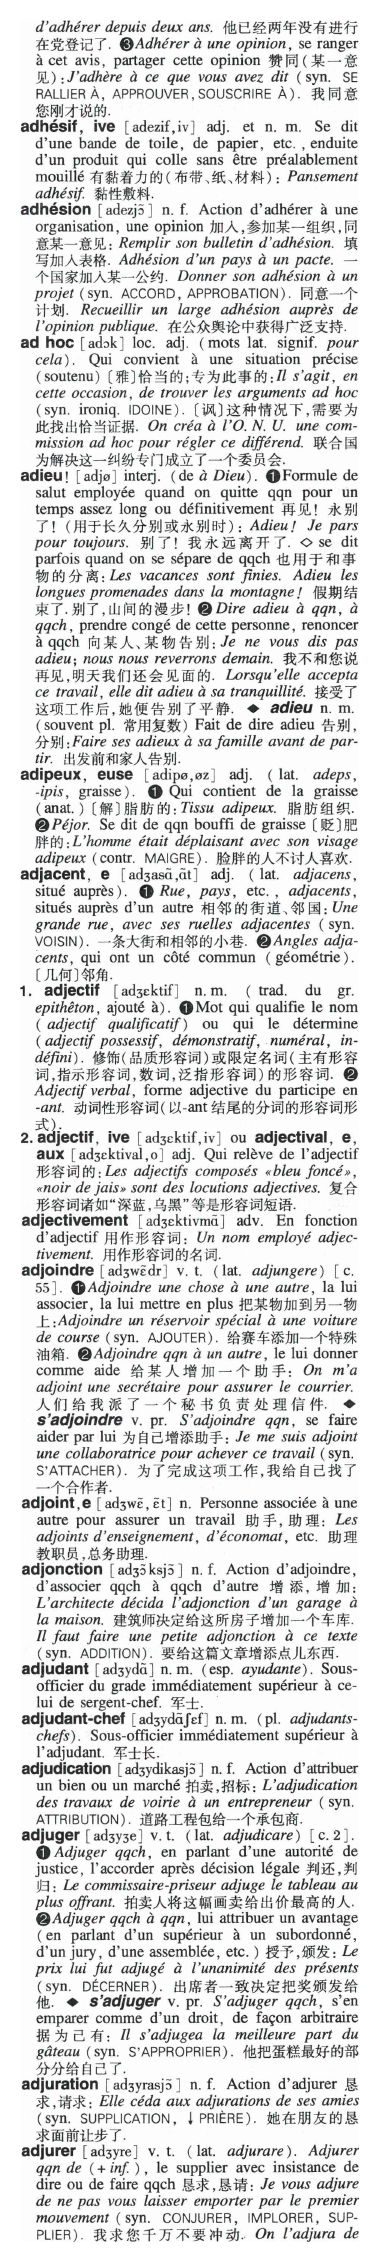 d'adhérer depuis deux ans. 他已经两年没有进行
在党登记了. ❸Adhérer à une opinion, se ranger
à cet avis, partager cette opinion 赞同(某一意
见):J'adhère à ce que vous avez dit (syn. SE
RALLIER À, APPROUVER, SOUSCRIRE À). 我同意
您刚才说的.
adhésif, ive [adezif,iv] adj. et n. m. Se dit
d'une bande de toile, de papier, etc., enduite
d'un produit qui colle sans être préalablement
mouillé 有黏着力的(布带、纸、材料): Pansement
adhésif. 黏性敷料.
adhésion [adezjɔ̃] n. f. Action d'adhérer à une
organisation, une opinion 加入,参加某一组织,同
意某一意见: Remplir son bulletin d'adhésion. 填
写加入表格. Adhésion d'un pays à un pacte. 一
个国家加入某一公约. Donner son adhésion à un
projet (syn. ACCORD, APPROBATION). 同意一个
计划. Recueillir un large adhésion auprès de
l'opinion publique. 在公众舆论中获得广泛支持.
ad hoc [adɔk] loc. adj. (mots lat. signif. pour
cela). Qui convient à une situation précise
(soutenu) [雅]恰当的;专为此事的:Il s'agit, en
cette occasion, de trouver les arguments ad hoc
(syn. ironiq. IDOINE). [讽]这种情况下,需要为
此找出恰当证据. On créa à l'O. N. U. une com-
mission ad hoc pour régler ce différend. 联合国
为解决这一纠纷专门成立了一个委员会.
adieu! [adjø] interj. (de à Dieu). ❶Formule de
salut employée quand on quitte qqn pour un
temps assez long ou définitivement 再见! 永别
了! (用于长久分别或永别时): Adieu! Je pars
pour toujours. 别了! 我永远离开了. ◇ se dit
parfois quand on se sépare de qqch 也用于和事
物的分离: Les vacances sont finies. Adieu les
longues promenades dans la montagne! 假期结
束了.别了,山间的漫步! ❷ Dire adieu à qqn, à
qqch, prendre congé de cette personne, renoncer
à qqch 向某人、某物告别: Je ne vous dis pas
adieu; nous nous reverrons demain. 我不和您说
再见,明天我们还会见面的. Lorsqu'elle accepta
ce travail, elle dit adieu à sa tranquillité. 接受了
这项工作后,她便告别了平静. ◆ adieu n. m.
(souvent pl. 常用复数) Fait de dire adieu 告别,
分别:Faire ses adieux à sa famille avant de par-
tir. 出发前和家人告别.
adipeux, euse [adipø,øz] adj. (lat. adeps,
-ipis, graisse). ❶ Qui contient de la graisse
(anat.) [解]脂肪的: Tissu adipeux. 脂肪组织.
❷Péjor. Se dit de qqn bouffi de graisse [贬]肥
胖的:L'homme était déplaisant avec son visage
adipeux (contr. MAIGRE). 脸胖的人不讨人喜欢.
adjacent, e [adʒasɑ̃,ɑ̃t] adj. (lat. adjacens,
situé auprès). ❶ Rue, pays, etc., adjacents,
situés auprès d'un autre 相邻的街道、邻国: Une
grande rue, avec ses ruelles adjacentes (syn.
VOISIN). 一条大街和相邻的小巷. ❷Angles adja-
cents, qui ont un côté commun (géométrie).
[几何]邻角.
1. adjectif [adʒɛktif] n. m. ( trad. du gr.
epithêton, ajouté à). ❶Mot qui qualifie le nom
(adjectif qualificatif) ou qui le détermine
(adjectif possessif, démonstratif, numéral, in-
défini). 修饰(品质形容词)或限定名词(主有形容
词,指示形容词,数词,泛指形容词)的形容词. ❷
Adjectif verbal, forme adjective du participe en
-ant. 动词性形容词(以-ant 结尾的分词的形容词形
式).
2. adjectif, ive [adʒɛktif,iv] ou adjectival, e,
aux [adʒɛktival,o] adj. Qui relève de l'adjectif
形容词的: Les adjectifs composés «bleu foncé»,
«noir de jais» sont des locutions adjectives. 复合
形容词诸如“深蓝,乌黑”等是形容词短语.
adjectivement [adʒɛktivmɑ̃] adv. En fonction
d'adjectif 用作形容词: Un nom employé adjec-
tivement. 用作形容词的名词.
adjoindre [adʒwɛ̃dr] v. t. (lat. adjungere) [c.
55]. ❶Adjoindre une chose à une autre, la lui
associer, la lui mettre en plus 把某物加到另一物
上:Adjoindre un réservoir spécial à une voiture
de course (syn. AJOUTER). 给赛车添加一个特殊
油箱. ❷Adjoindre qqn à un autre, le lui donner
comme aide 给某人增加一个助手: On m'a
adjoint une secrétaire pour assurer le courrier.
人们给我派了一个秘书负责处理信件. ◆
s'adjoindre v. pr. S'adjoindre qqn, se faire
aider par lui 为自己增添助手: Je me suis adjoint
une collaboratrice pour achever ce travail (syn.
S'ATTACHER). 为了完成这项工作,我给自己找了
一个合作者.
adjoint,e [adʒwɛ̃,ɛ̃t] n. Personne associée à une
autre pour assurer un travail 助手,助理: Les
adjoints d'enseignement, d'économat, etc. 助理
教职员,总务助理.
adjonction [adʒɔ̃ksjɔ̃] n. f. Action d'adjoindre,
d'associer qqch à qqch d'autre 增添,增加:
L'architecte décida l'adjonction d'un garage à
la maison. 建筑师决定给这所房子增加一个车库.
Il faut faire une petite adjonction à ce texte
(syn. ADDITION). 要给这篇文章增添点儿东西.
adjudant [adʒydɑ̃] n. m. (esp. ayudante). Sous-
officier du grade immédiatement supérieur à ce-
lui de sergent-chef. 军士.
adjudant-chef [adʒydɑ̃ʃɛf] n. m. (pl. adjudants-
chefs). Sous-officier immédiatement supérieur à
l'adjudant. 军士长.
adjudication [adʒydikasjɔ̃] n. f. Action d'attribuer
un bien ou un marché 拍卖,招标: L'adjudication
des travaux de voirie à un entrepreneur (syn.
ATTRIBUTION). 道路工程包给一个承包商.
adjuger [adʒyʒe] v. t. (lat. adjudicare) [c. 2].
❶ Adjuger qqch, en parlant d'une autorité de
justice, l'accorder après décision légale 判还,判
归: Le commissaire-priseur adjuge le tableau au
plus offrant. 拍卖人将这幅画卖给出价最高的人.
❷Adjuger qqch à qqn, lui attribuer un avantage
(en parlant d'un supérieur à un subordonné,
d'un jury, d'une assemblée, etc.) 授予,颁发: Le
prix lui fut adjugé à l'unanimité des présents
(syn. DÉCERNER). 出席者一致决定把奖颁发给
他. ◆ s'adjuger v. pr. S'adjuger qqch, s'en
emparer comme d'un droit, de façon arbitraire
据为己有: Il s'adjugea la meilleure part du
gâteau (syn. S'APPROPRIER). 他把蛋糕最好的部
分分给自己了.
adjuration [adʒyrasjɔ̃] n. f. Action d'adjurer 恳
求,请求: Elle céda aux adjurations de ses amies
(syn. SUPPLICATION, ↓PRIÈRE). 她在朋友的恳
求面前让步了.
adjurer [adʒyre] v. t. (lat. adjurare). Adjurer
qqn de (+inf.), le supplier avec insistance de
dire ou de faire qqch 恳求,恳请: Je vous adjure
de ne pas vous laisser emporter par le premier
mouvement (syn. CONJURER, IMPLORER, SUP-
PLIER). 我求您千万不要冲动. On l'adjura de